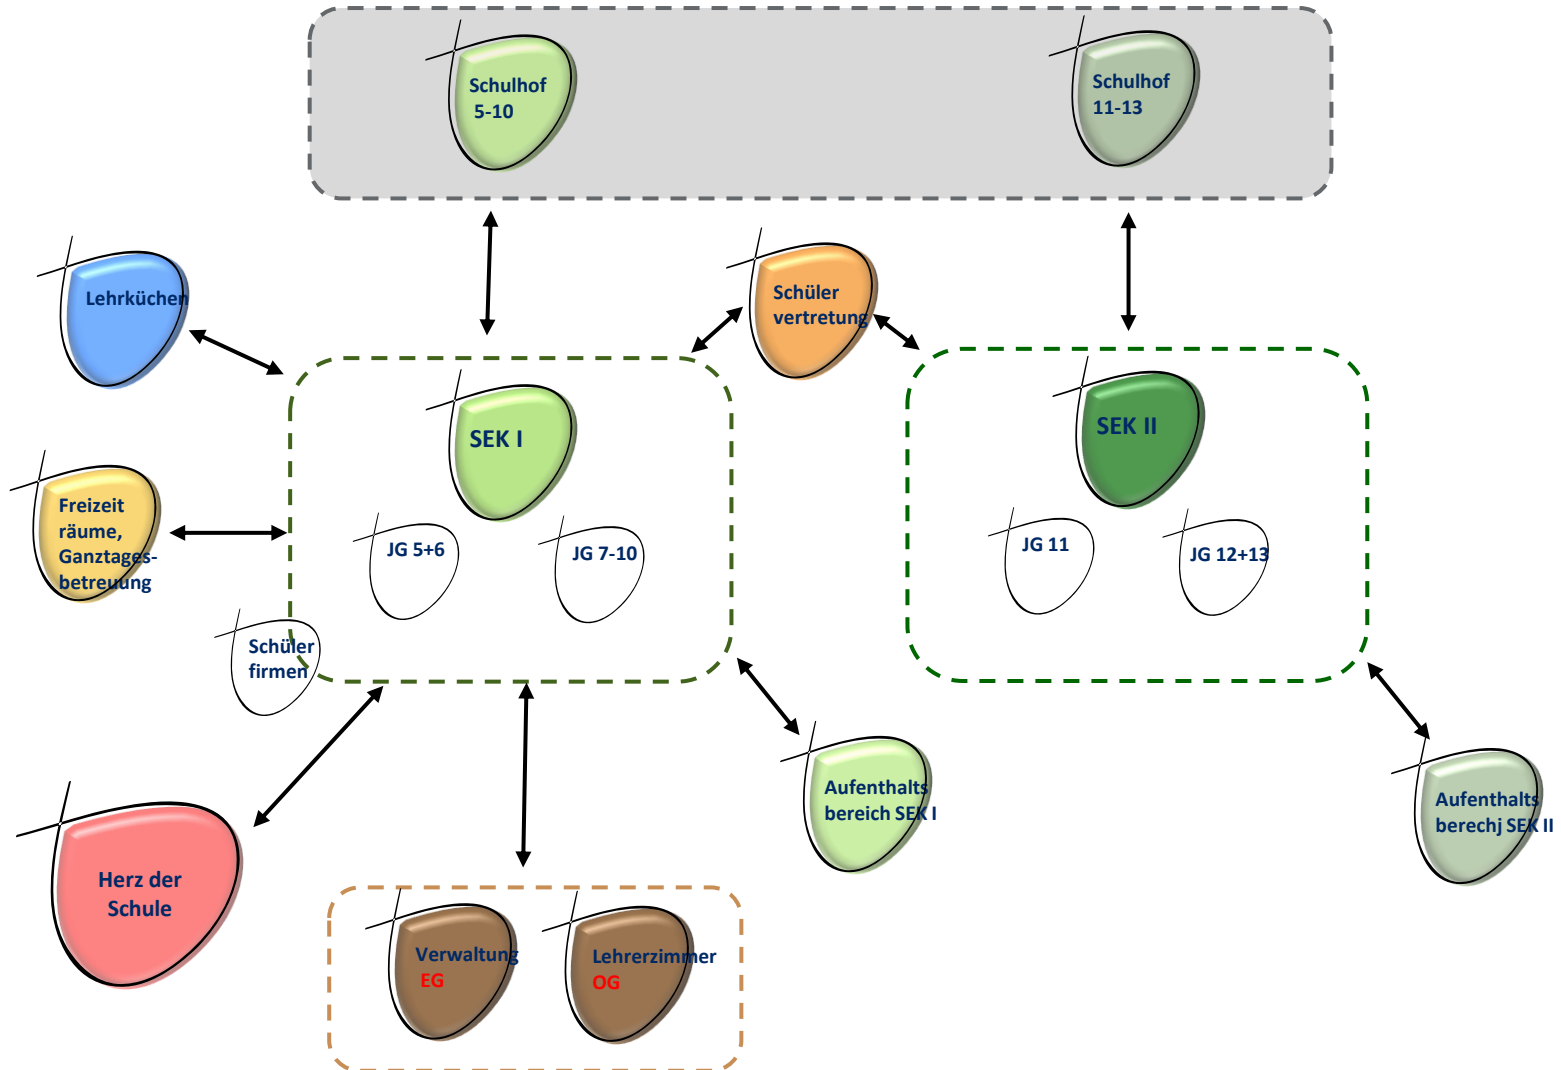 Schulhof
5-10
Schulhof
11-13
Lehrküchen
Schüler
vertretung
SEK I
SEK II
Freizeit
räume,
Ganztages-
betreuung
JG 5+6
JG 7-10
JG 11
JG 12+13
Schüler
firmen
Aufenthalts
bereich SEK I
Aufenthalts
berechj SEK II
Herz der
Schule
Verwaltung
EG
Lehrerzimmer
OG